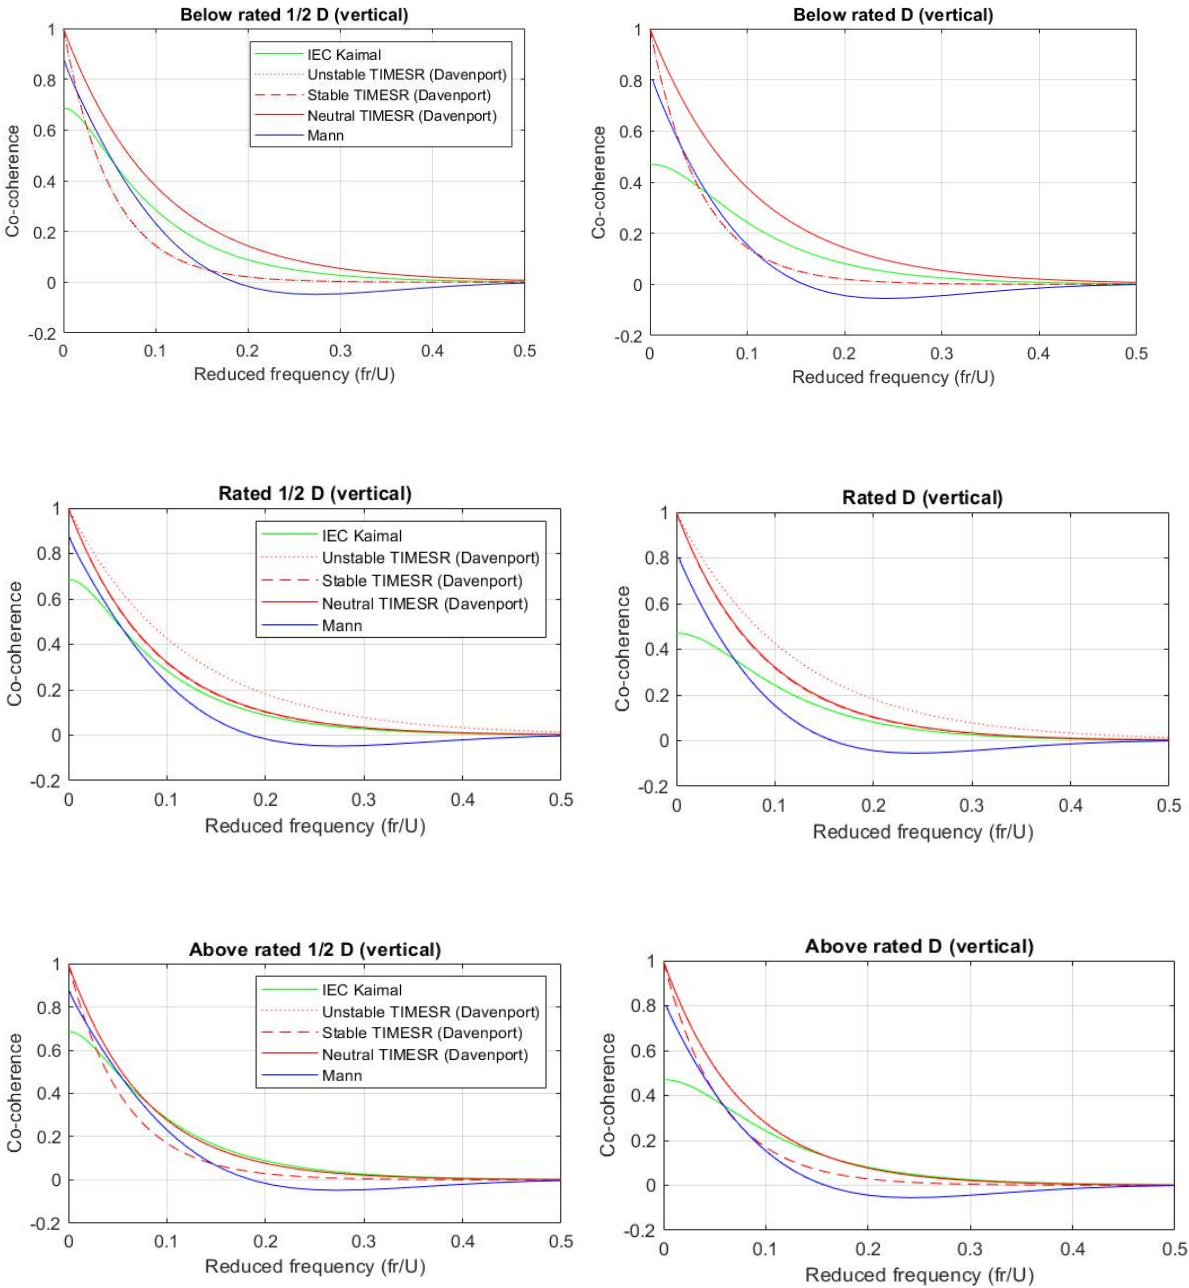 Below rated 1/2 D (vertical)
1
0.8
0.6
0.4
0.2
0
-0.2
Co-coherence
IEC Kaimal
Unstable TIMESR (Davenport)
Stable TIMESR (Davenport)
Neutral TIMESR (Davenport)
Mann
0 0.1 0.2 0.3 0.4 0.5
Reduced frequency (fr/U)
Below rated D (vertical)
1
0.8
0.6
0.4
0.2
0
-0.2
Co-coherence
0 0.1 0.2 0.3 0.4 0.5
Reduced frequency (fr/U)
Rated 1/2 D (vertical)
1
0.8
0.6
0.4
0.2
0
-0.2
Co-coherence
IEC Kaimal
Unstable TIMESR (Davenport)
Stable TIMESR (Davenport)
Neutral TIMESR (Davenport)
Mann
0 0.1 0.2 0.3 0.4 0.5
Reduced frequency (fr/U)
Rated D (vertical)
1
0.8
0.6
0.4
0.2
0
-0.2
Co-coherence
0 0.1 0.2 0.3 0.4 0.5
Reduced frequency (fr/U)
Above rated 1/2 D (vertical)
1
0.8
0.6
0.4
0.2
0
-0.2
Co-coherence
IEC Kaimal
Unstable TIMESR (Davenport)
Stable TIMESR (Davenport)
Neutral TIMESR (Davenport)
Mann
0 0.1 0.2 0.3 0.4 0.5
Reduced frequency (fr/U)
Above rated D (vertical)
1
0.8
0.6
0.4
0.2
0
-0.2
Co-coherence
0 0.1 0.2 0.3 0.4 0.5
Reduced frequency (fr/U)